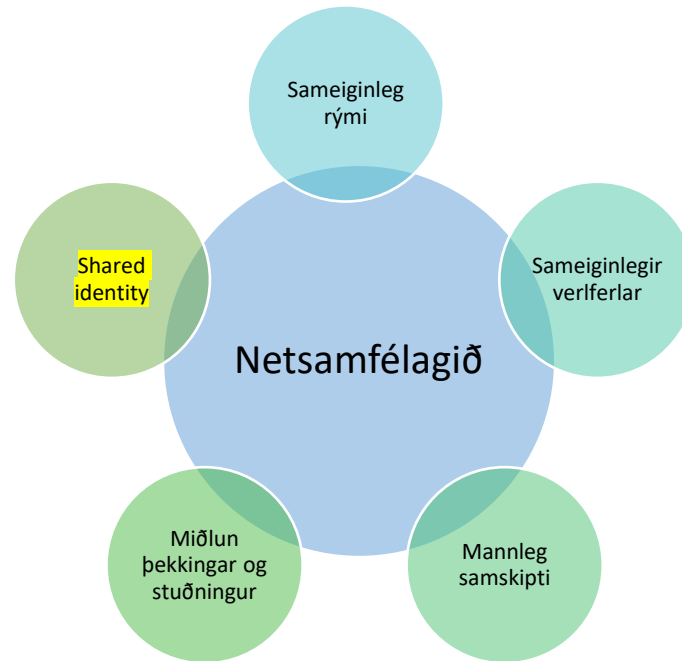 Sameiginleg
rými
Shared
identity
Sameiginlegir
verlferlar
Netsamfélagið
Miðlun
þekkingar og
stuðningur
Mannleg
samskipti